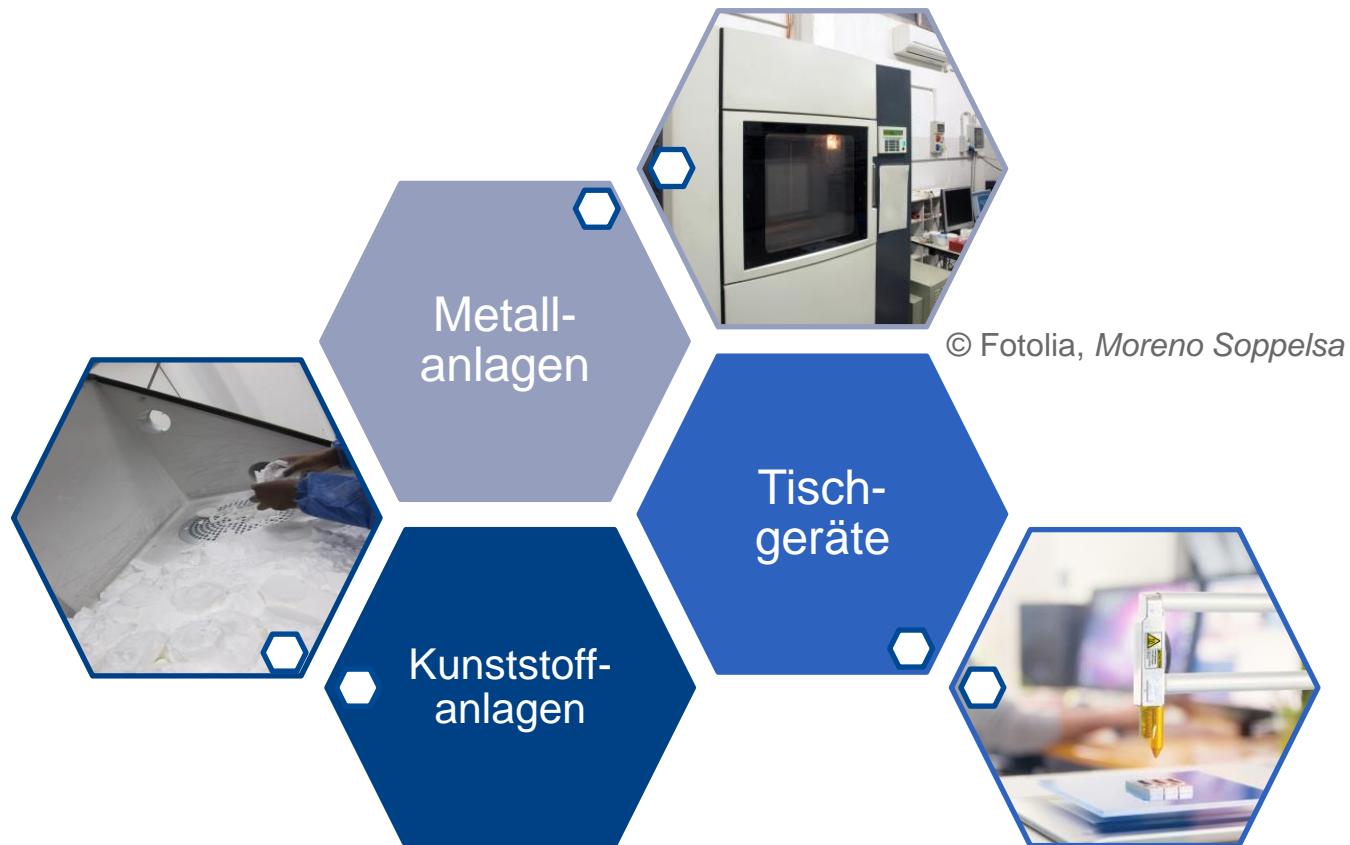 Metall-
anlagen
© Fotolia, Moreno Soppelsa
Tisch-
geräte
Kunststoff-
anlagen